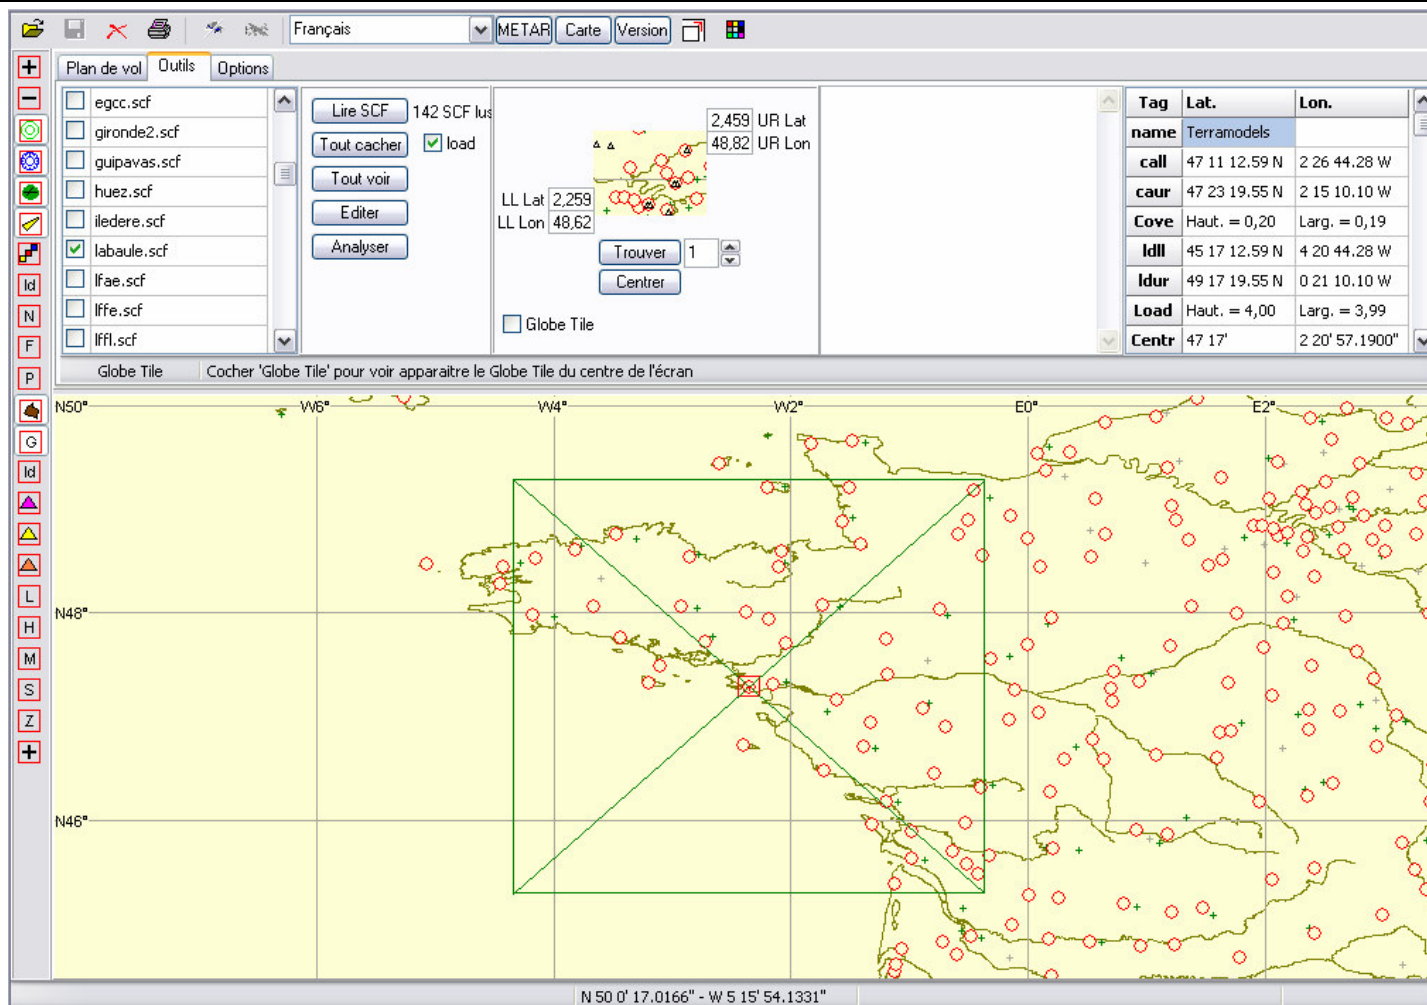 Français METAR Carte Version
Plan de vol Outils Options
egcc.scf
gironde2.scf
guipavas.scf
huez.scf
iledere.scf
labaule.scf
lfae.scf
lffe.scf
lffl.scf
Lire SCF 142 SCF lus
Tout cacher load
Tout voir
Editer
Analyser
2,459 UR Lat
48,82 UR Lon
LL Lat 2,259
LL Lon 48,62
Trouver 1
Centrer
Globe Tile
Tag Lat. Lon.
name Terramodels
call 47 11 12.59 N 2 26 44.28 W
caur 47 23 19.55 N 2 15 10.10 W
Cove Haut. = 0,20 Larg. = 0,19
ldll 45 17 12.59 N 4 20 44.28 W
ldur 49 17 19.55 N 0 21 10.10 W
Load Haut. = 4,00 Larg. = 3,99
Centr 47 17' 2 20' 57.1900"
Globe Tile Cocher 'Globe Tile' pour voir apparaitre le Globe Tile du centre de l'écran
Id
N
F
P
G
Id
L
H
M
S
Z
N50° W6° W4° W2° E0° E2°
N48°
N46°
N 50 0' 17.0166" - W 5 15' 54.1331"